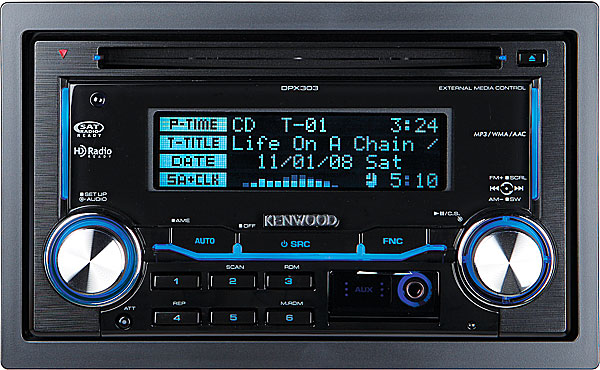 DPX303
EXTERNAL MEDIA CONTROL
P-TIME CD T-01 3:24
T-TITLE Life On A Chain /
DATE 11/01/08 Sat
SA+CLK 5:10
SAT
RADIO
READY
HD Radio
READY
MP3/WMA/AAC
FM+ SCRL
AM- SW
SET UP
AUDIO
AME
OFF
KENWOOD
C.S.
AUTO
SRC
FNC
SCAN
RDM
1
2
3
AUX
REP
M.RDM
ATT
4
5
6